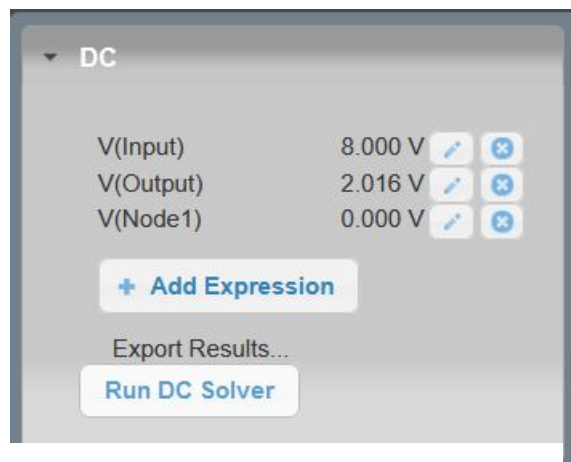 DC
V(Input) 8.000 V
V(Output) 2.016 V
V(Node1) 0.000 V
+ Add Expression
Export Results...
Run DC Solver